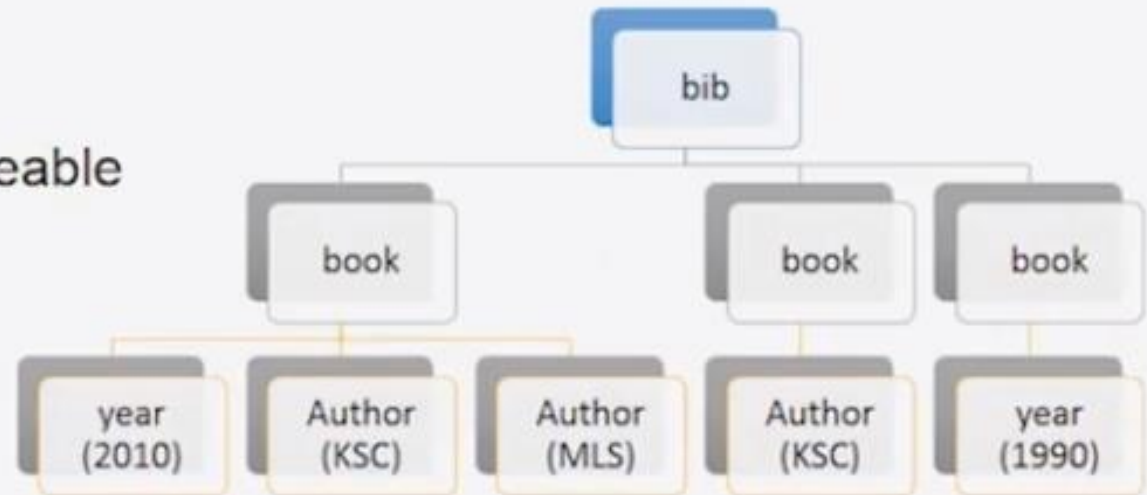 bib
eable
book
book
book
year
(2010)
Author
(KSC)
Author
(MLS)
Author
(KSC)
year
(1990)